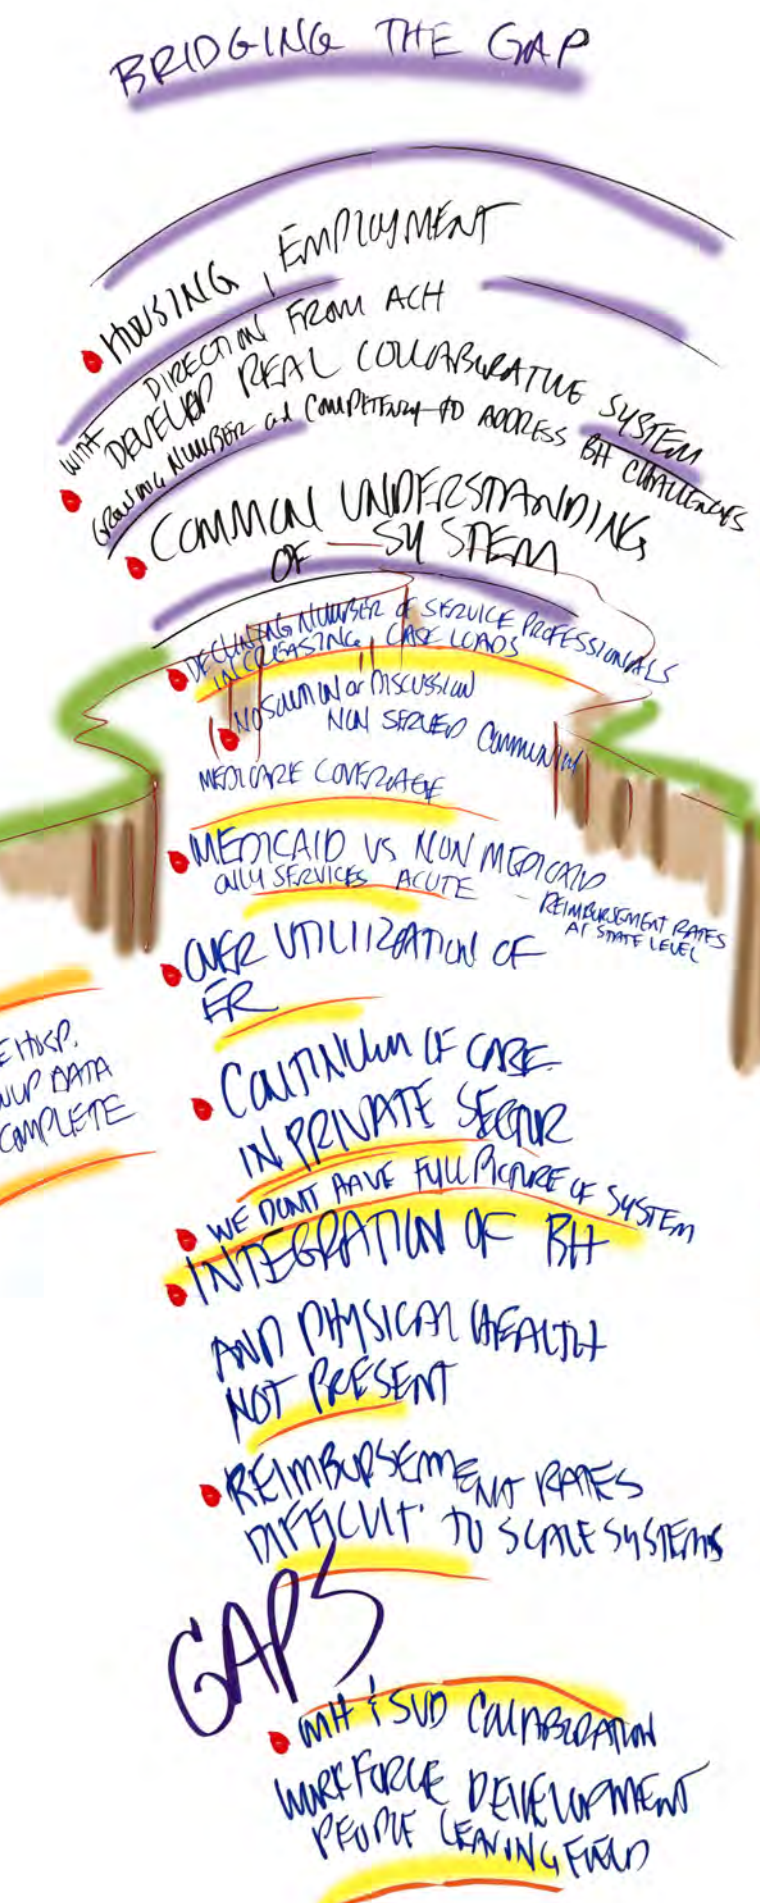 BRIDGING THE GAP
HOUSING, EMPLOYMENT
WITH DIRECTION FROM ACH
DEVELOP REAL COLLABORATIVE SYSTEM
GROWING NUMBER COMPETENCY TO ADDRESS BH CHALLENGES
COMMON UNDERSTANDING
OF SYSTEM
DECLINING NUMBER OF SERVICE PROFESSIONALS
INCREASING CASE LOADS
NO SOLUTION or DISCUSSION
NON SERVED
MEDICARE COVERAGE
MEDICAID VS NON MEDICAID
ONLY SERVICES ACUTE
- REIMBURSEMENT RATES
AT STATE LEVEL
OVER UTILIIZATION OF
ER
E HOSP.
DATA
COMPLETE
CONTINUUM OF CARE
IN PRIVATE SECTOR
WE DONT HAVE FULL PICTURE OF SYSTEM
INTEGRATION OF BH
AND PHYSICAL HEALTH
NOT PRESENT
REIMBURSEMENT RATES
DIFFICULT TO SCALE SYSTEMS
GAPS
MH & SUD COLLABORATION
WORKFORCE DEVELOPMENT
PEOPLE LEAVING FIELD